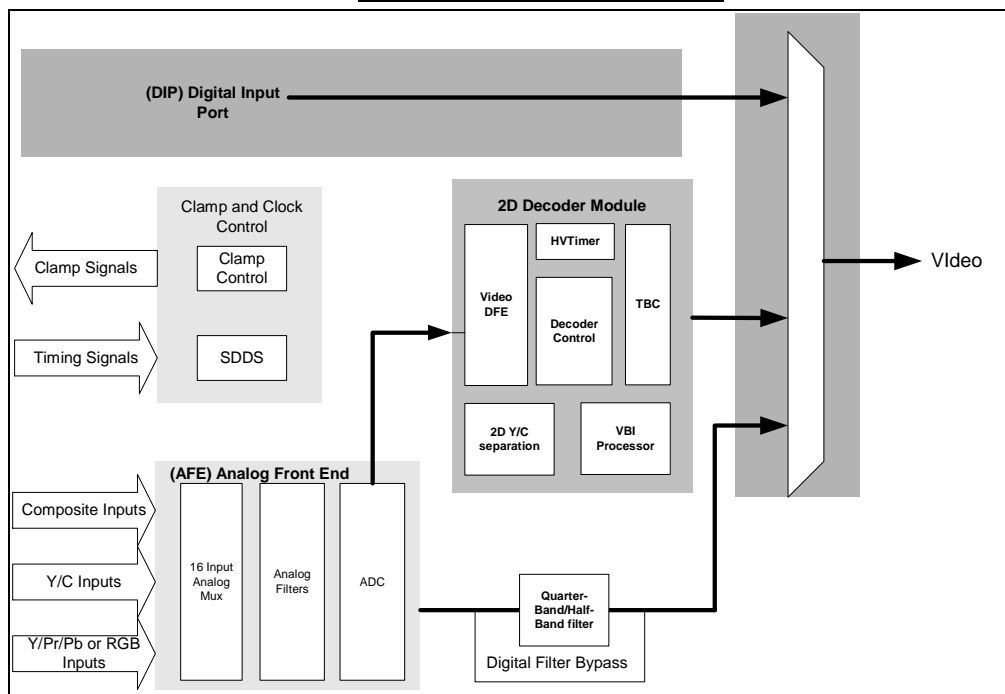 (DIP) Digital Input
Port
Clamp and Clock
Control
Clamp
Control
SDDS
Clamp Signals
Timing Signals
2D Decoder Module
HVTimer
Video
DFE
Decoder
Control
TBC
2D Y/C
separation
VBI
Processor
VIdeo
(AFE) Analog Front End
Composite Inputs
Y/C Inputs
Y/Pr/Pb or RGB
Inputs
16 Input
Analog
Mux
Analog
Filters
ADC
Quarter-
Band/Half-
Band filter
Digital Filter Bypass